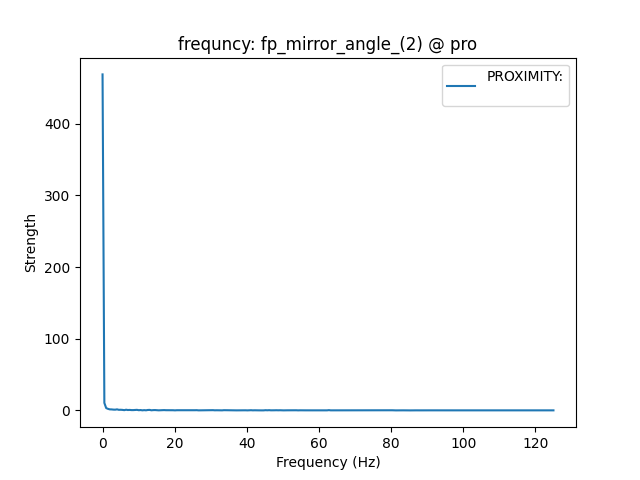 frequncy: fp_mirror_angle_(2) @ pro
PROXIMITY:
Strength
400
300
200
100
0
0 20 40 60 80 100 120
Frequency (Hz)